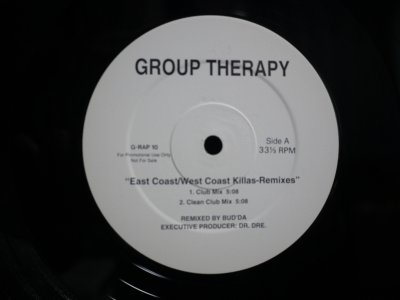 GROUP THERAPY
G-RAP 10
For Promotional Use Only
Not For Sale
Side A
33⅓ RPM
"East Coast/West Coast Killas-Remixes"
1. Club Mix 5:08
2. Clean Club Mix 5:08
REMIXED BY BUD'DA
EXECUTIVE PRODUCER: DR. DRE.